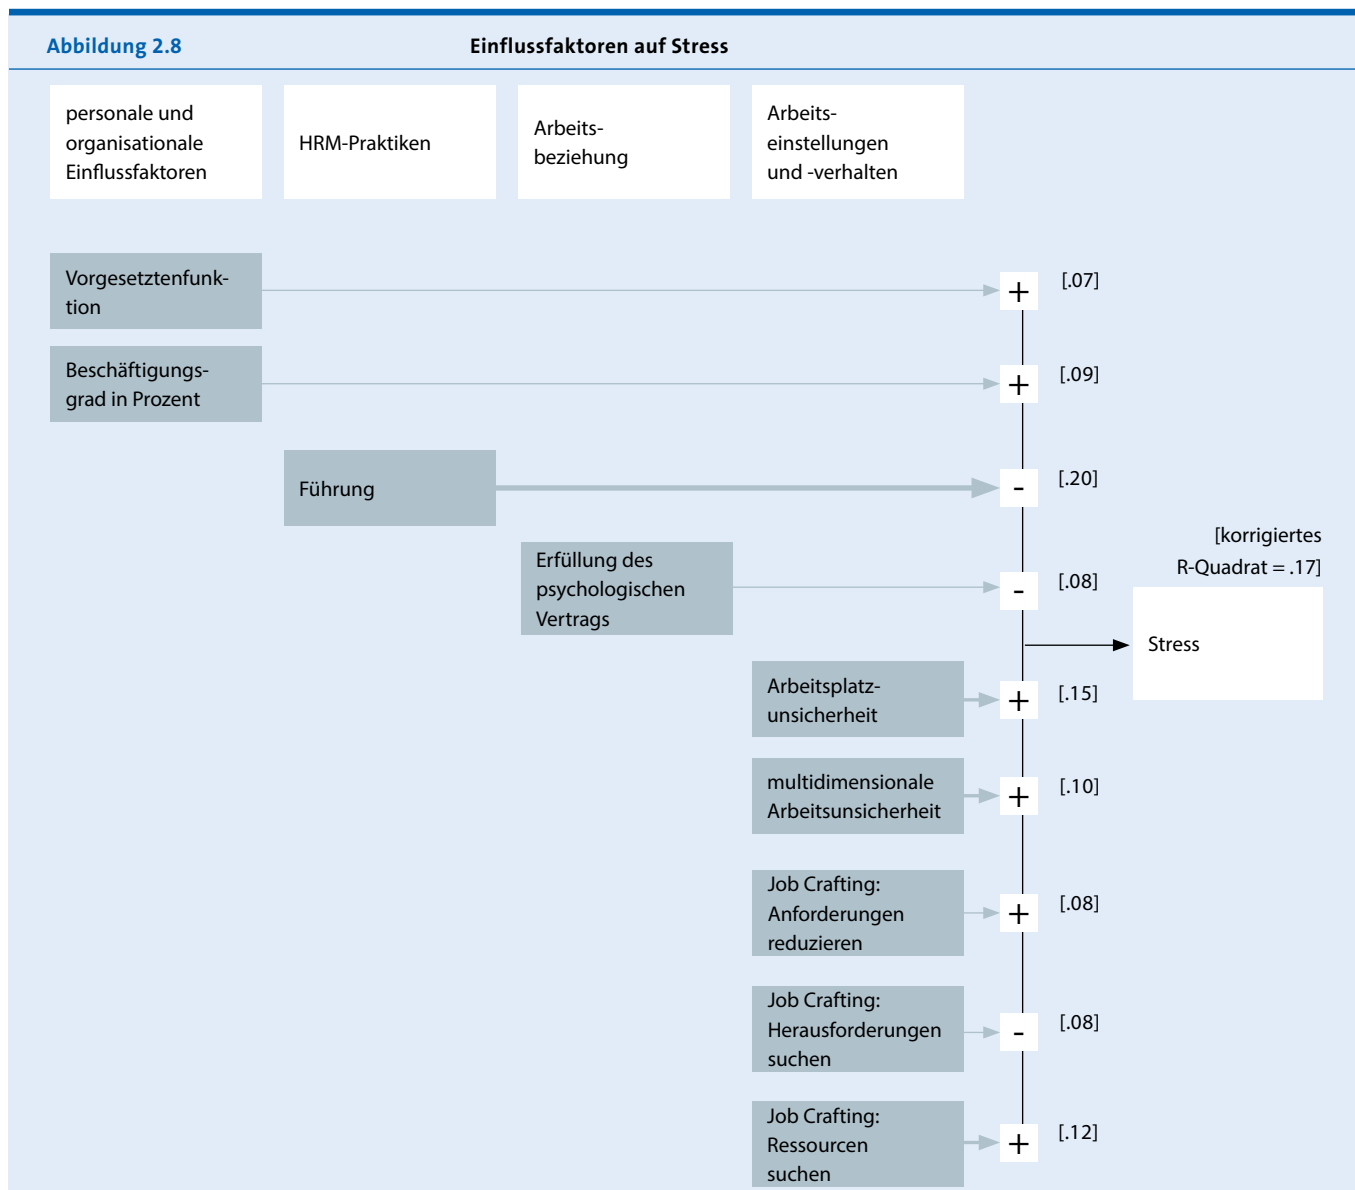 Abbildung 2.8
Einflussfaktoren auf Stress
personale und
organisationale
Einflussfaktoren
HRM-Praktiken
Arbeits-
beziehung
Arbeits-
einstellungen
und -verhalten
Vorgesetztenfunk-
tion
+
[.07]
Beschäftigungs-
grad in Prozent
+
[.09]
Führung
-
[.20]
Erfüllung des
psychologischen
Vertrags
-
[.08]
[korrigiertes
R-Quadrat = .17]
Stress
Arbeitsplatz-
unsicherheit
+
[.15]
multidimensionale
Arbeitsunsicherheit
+
[.10]
Job Crafting:
Anforderungen
reduzieren
+
[.08]
Job Crafting:
Herausforderungen
suchen
-
[.08]
Job Crafting:
Ressourcen
suchen
+
[.12]